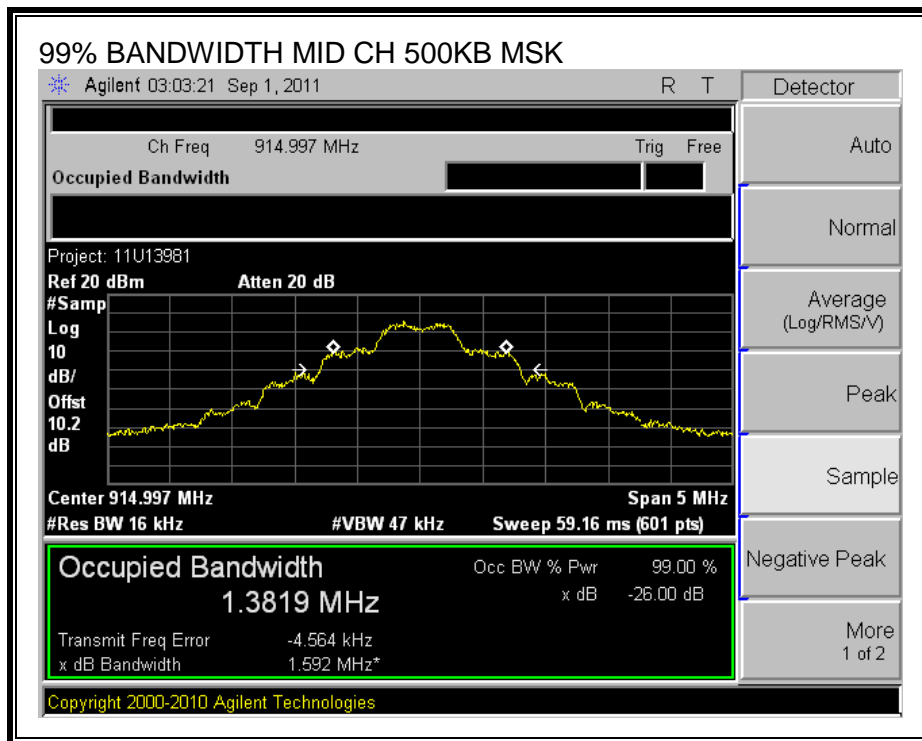 99% BANDWIDTH MID CH 500KB MSK
Agilent 03:03:21 Sep 1, 2011 R T
Detector
Ch Freq 914.997 MHz Trig Free
Occupied Bandwidth
Project: 11U13981
Ref 20 dBm Atten 20 dB
#Samp
Log
10
dB/
Offst
10.2
dB
Center 914.997 MHz Span 5 MHz
#Res BW 16 kHz #VBW 47 kHz Sweep 59.16 ms (601 pts)
Occupied Bandwidth
1.3819 MHz
Occ BW % Pwr 99.00 %
x dB -26.00 dB
Transmit Freq Error -4.564 kHz
x dB Bandwidth 1.592 MHz*
Copyright 2000-2010 Agilent Technologies
Auto
Normal
Average
(Log/RMS/V)
Peak
Sample
Negative Peak
More
1 of 2